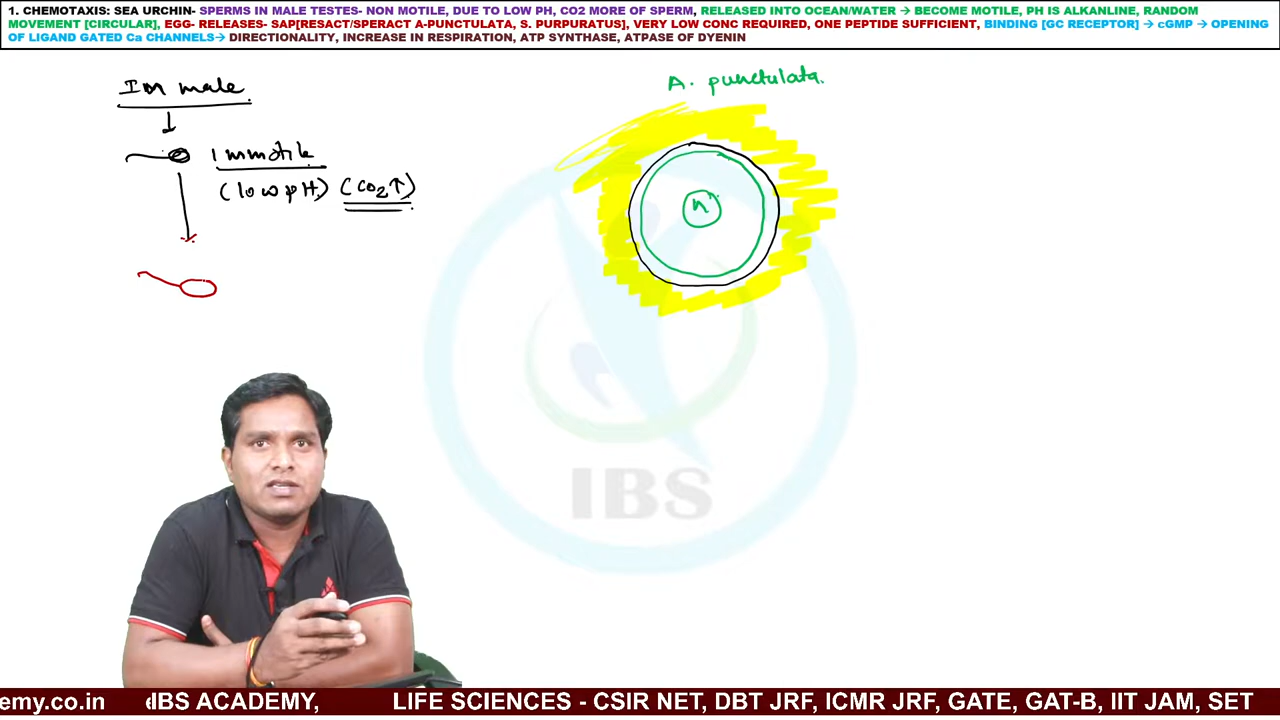 1. CHEMOTAXIS: SEA URCHIN- SPERMS IN MALE TESTES- NON MOTILE, DUE TO LOW PH, CO2 MORE OF SPERM, RELEASED INTO OCEAN/WATER → BECOME MOTILE, PH IS ALKANLINE, RANDOM
MOVEMENT [CIRCULAR], EGG- RELEASES- SAP[RESACT/SPERACT A-PUNCTULATA, S. PURPURATUS], VERY LOW CONC REQUIRED, ONE PEPTIDE SUFFICIENT, BINDING [GC RECEPTOR] → cGMP → OPENING
OF LIGAND GATED Ca CHANNELS→ DIRECTIONALITY, INCREASE IN RESPIRATION, ATP SYNTHASE, ATPASE OF DYENIN
In male
A. punctulata.
Immotile
(low pH) (CO2↑)
n
IBS
emy.co.in IBS ACADEMY, LIFE SCIENCES - CSIR NET, DBT JRF, ICMR JRF, GATE, GAT-B, IIT JAM, SET